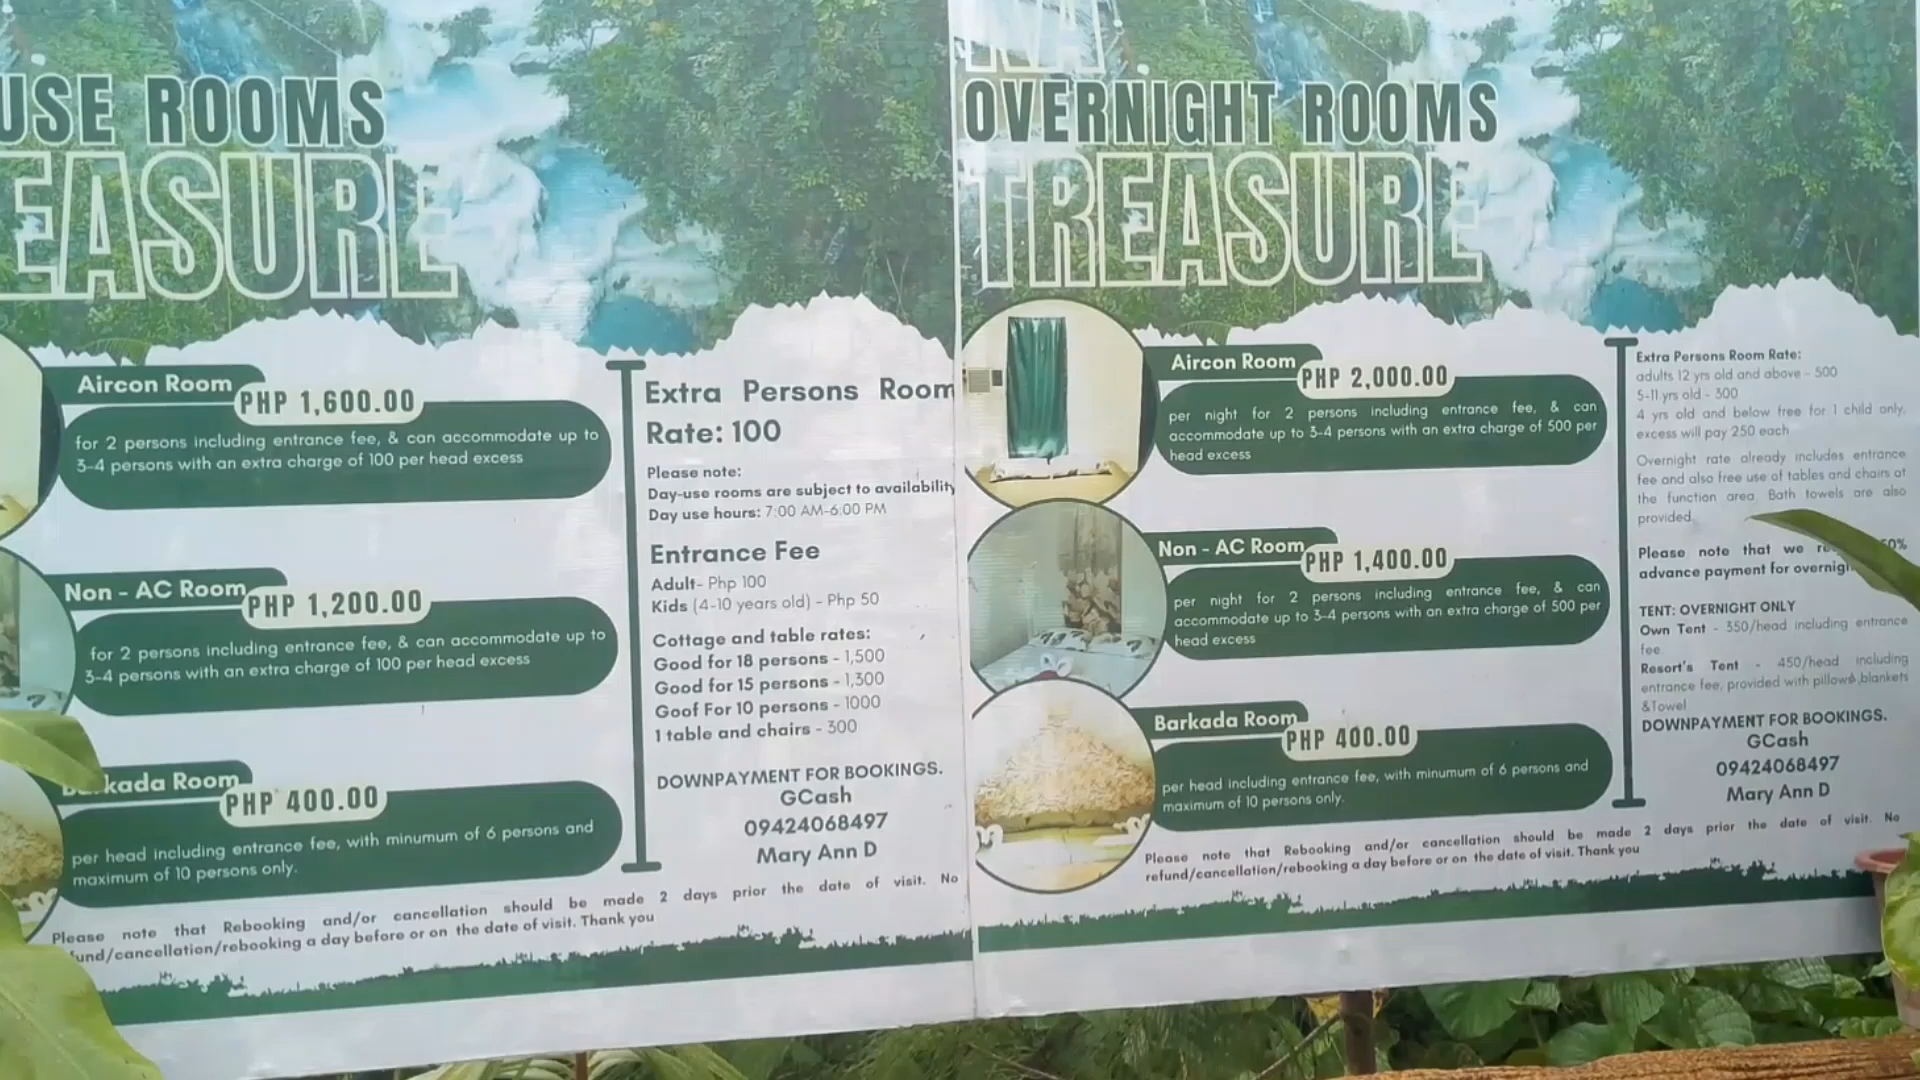 USE ROOMS
EASURE
Aircon Room
PHP 1,600.00
for 2 persons including entrance fee, & can accommodate up to
3-4 persons with an extra charge of 100 per head excess
Non - AC Room
PHP 1,200.00
for 2 persons including entrance fee, & can accommodate up to
3-4 persons with an extra charge of 100 per head excess
kada Room
PHP 400.00
per head including entrance fee, with minumum of 6 persons and
maximum of 10 persons only.
Extra Persons Room
Rate: 100
Please note:
Day-use rooms are subject to availability
Day use hours: 7:00 AM-6:00 PM
Entrance Fee
Adult- Php 100
Kids (4-10 years old) - Php 50
Cottage and table rates:
Good for 18 persons - 1,500
Good for 15 persons - 1,300
Goof For 10 persons - 1000
1 table and chairs - 300
DOWNPAYMENT FOR BOOKINGS.
GCash
09424068497
Mary Ann D
Please note that Rebooking and/or cancellation should be made 2 days prior the date of visit. No
fund/cancellation/rebooking a day before or on the date of visit. Thank you
OVERNIGHT ROOMS
TREASURE
Aircon Room
PHP 2,000.00
per night for 2 persons including entrance fee, & can
accommodate up to 3-4 persons with an extra charge of 500 per
head excess
Non - AC Room
PHP 1,400.00
per night for 2 persons including entrance fee, & can
accommodate up to 3-4 persons with an extra charge of 500 per
head excess
Barkada Room
PHP 400.00
per head including entrance fee, with minumum of 6 persons and
maximum of 10 persons only.
Extra Persons Room Rate:
adults 12 yrs old and above - 500
5-11 yrs old - 300
4 yrs old and below free for 1 child only,
excess will pay 250 each
Overnight rate already includes entrance
fee and also free use of tables and chairs at
the function area. Bath towels are also
provided.
Please note that we 50%
advance payment for
TENT: OVERNIGHT ONLY
Own Tent - 350/head including entrance
fee.
Resort's Tent - 450/head including
entrance fee, provided with pillows,blankets
&Towel
DOWNPAYMENT FOR BOOKINGS.
GCash
09424068497
Mary Ann D
Please note that Rebooking and/or cancellation should be made 2 days prior the date of visit. No
refund/cancellation/rebooking a day before or on the date of visit. Thank you